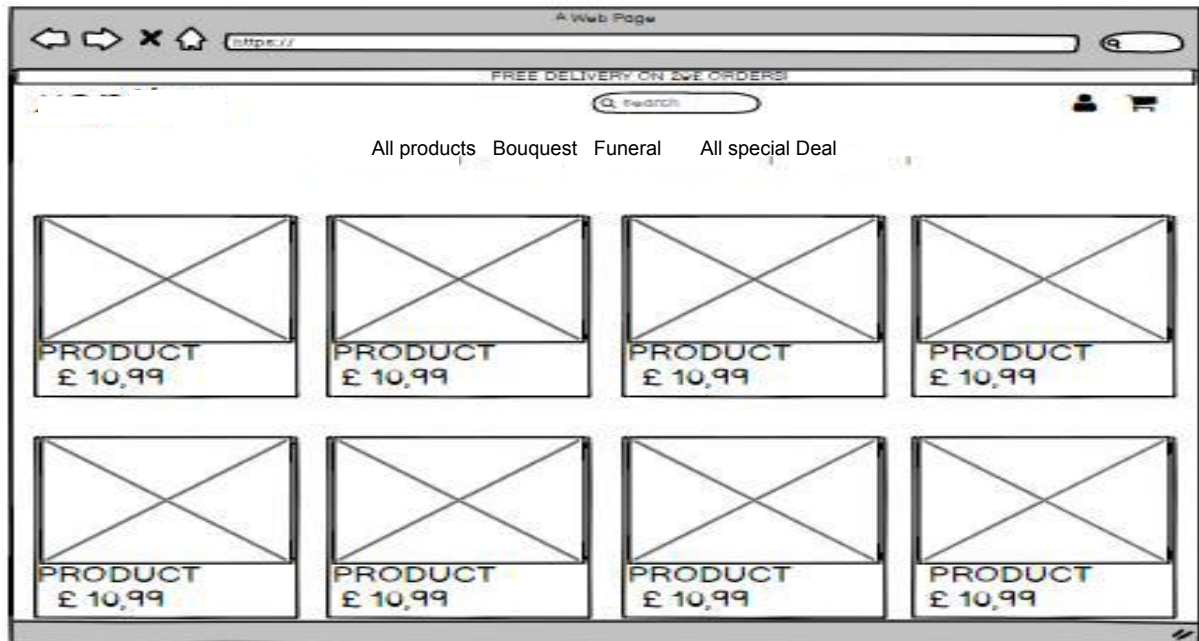 A Web Page
https://
FREE DELIVERY ON ORDERS!
search
All products Bouquest Funeral All special Deal
PRODUCT PRODUCT PRODUCT PRODUCT
£ 10,99 £ 10,99 £ 10,99 £ 10,99
PRODUCT PRODUCT PRODUCT PRODUCT
£ 10,99 £ 10,99 £ 10,99 £ 10,99